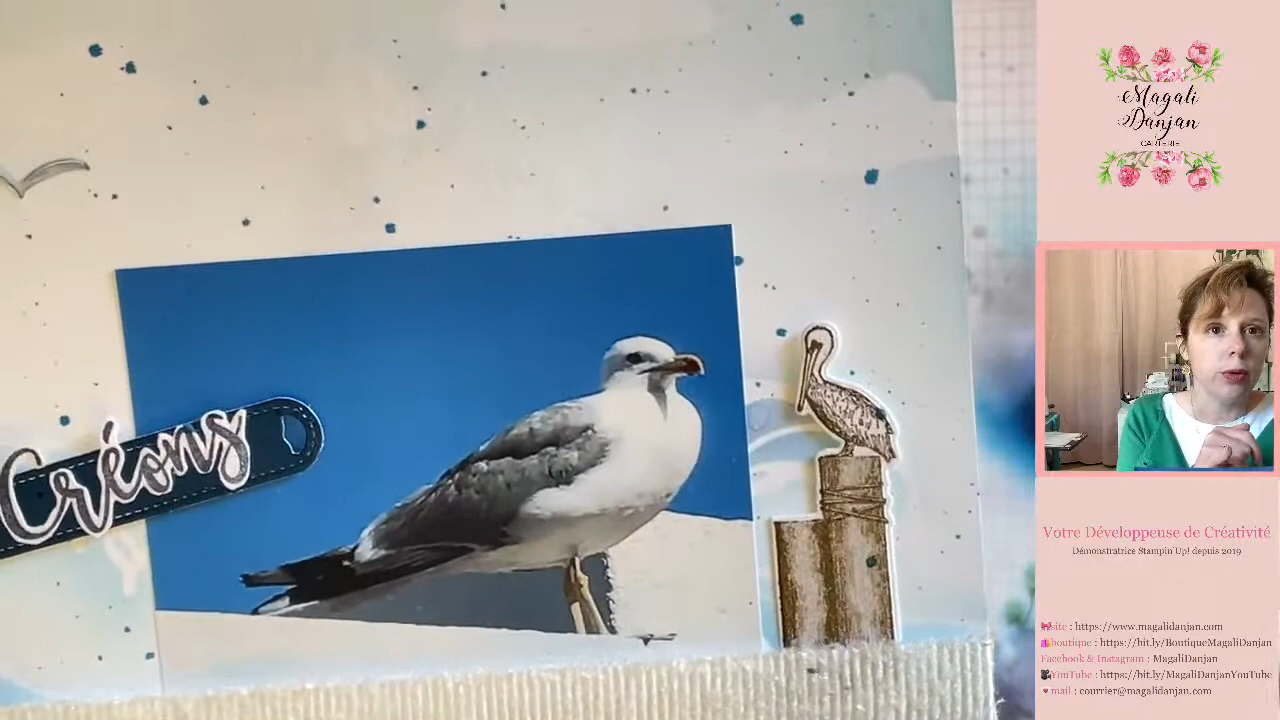 Créons
Magali
Danjan
CARTERIE
Votre Développeuse de Créativité
Démonstratrice Stampin'Up! depuis 2019
site : https://www.magalidanjan.com
boutique : https://bit.ly/BoutiqueMagaliDanjan
Facebook & Instagram : MagaliDanjan
YouTube : https://bit.ly/MagaliDanjanYouTube
mail : courrier@magalidanjan.com